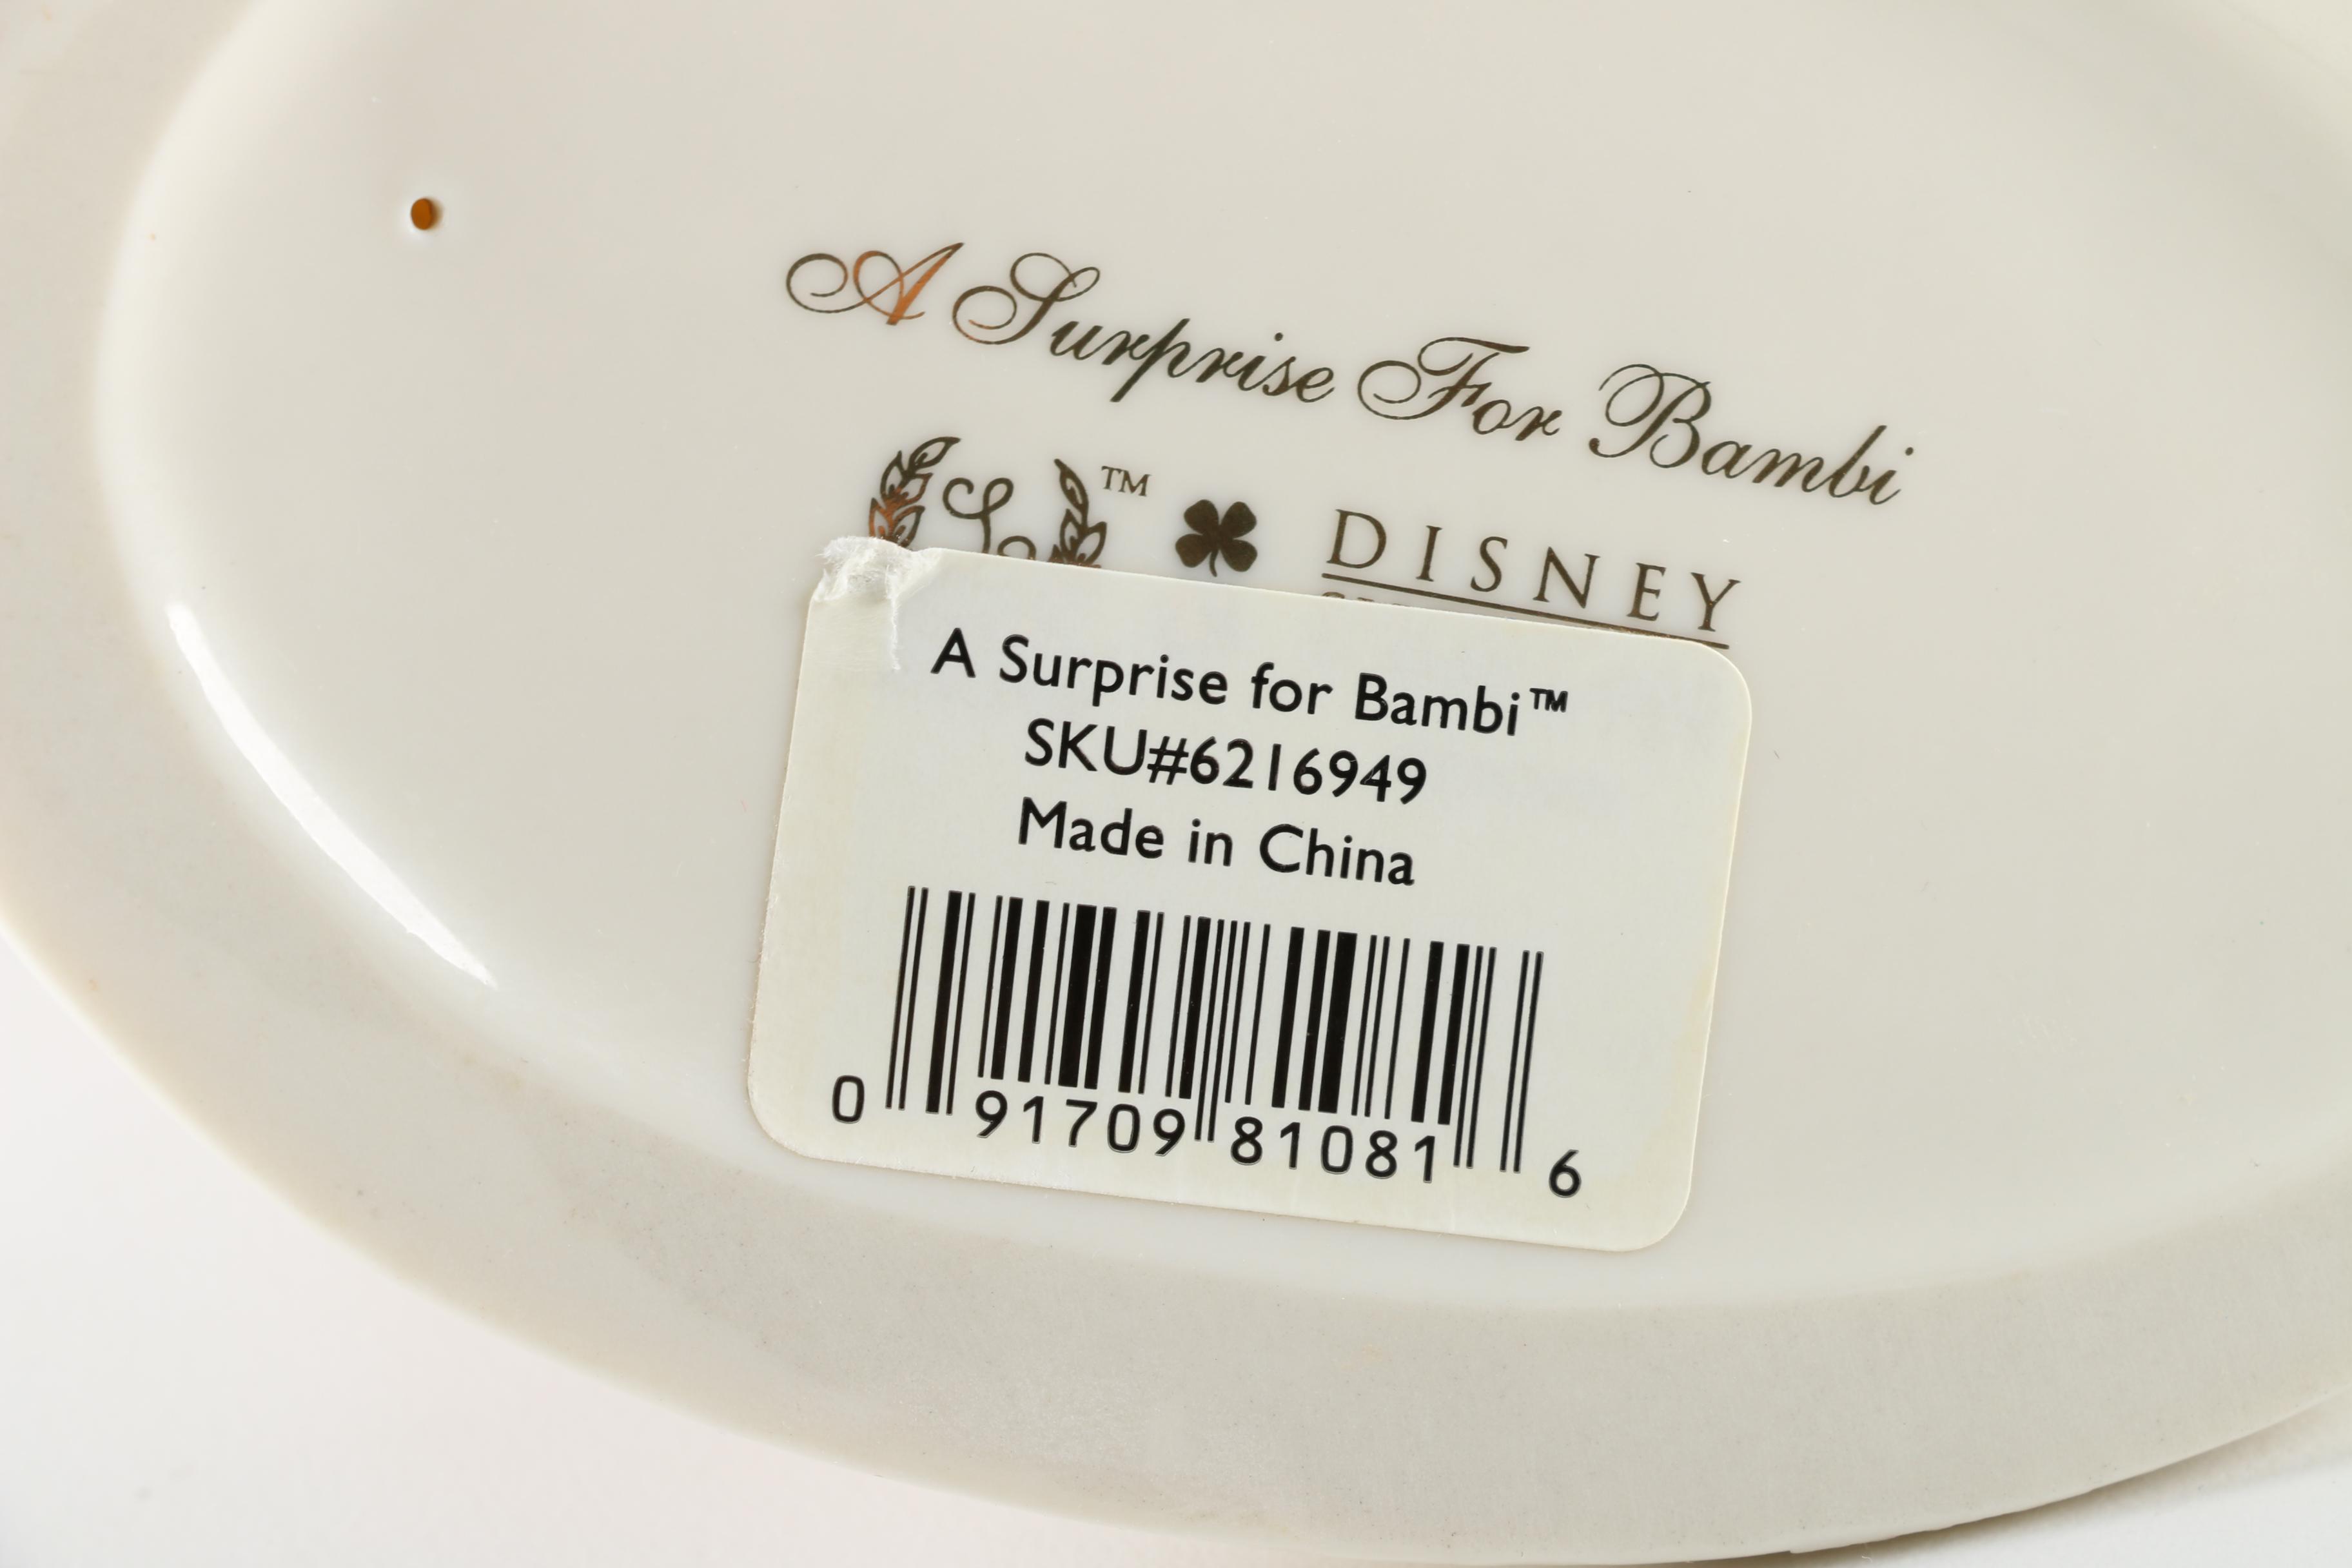 A Surprise For Bambi
L ™ DISNEY
A Surprise for Bambi™
SKU#6216949
Made in China
0 91709 81081 6